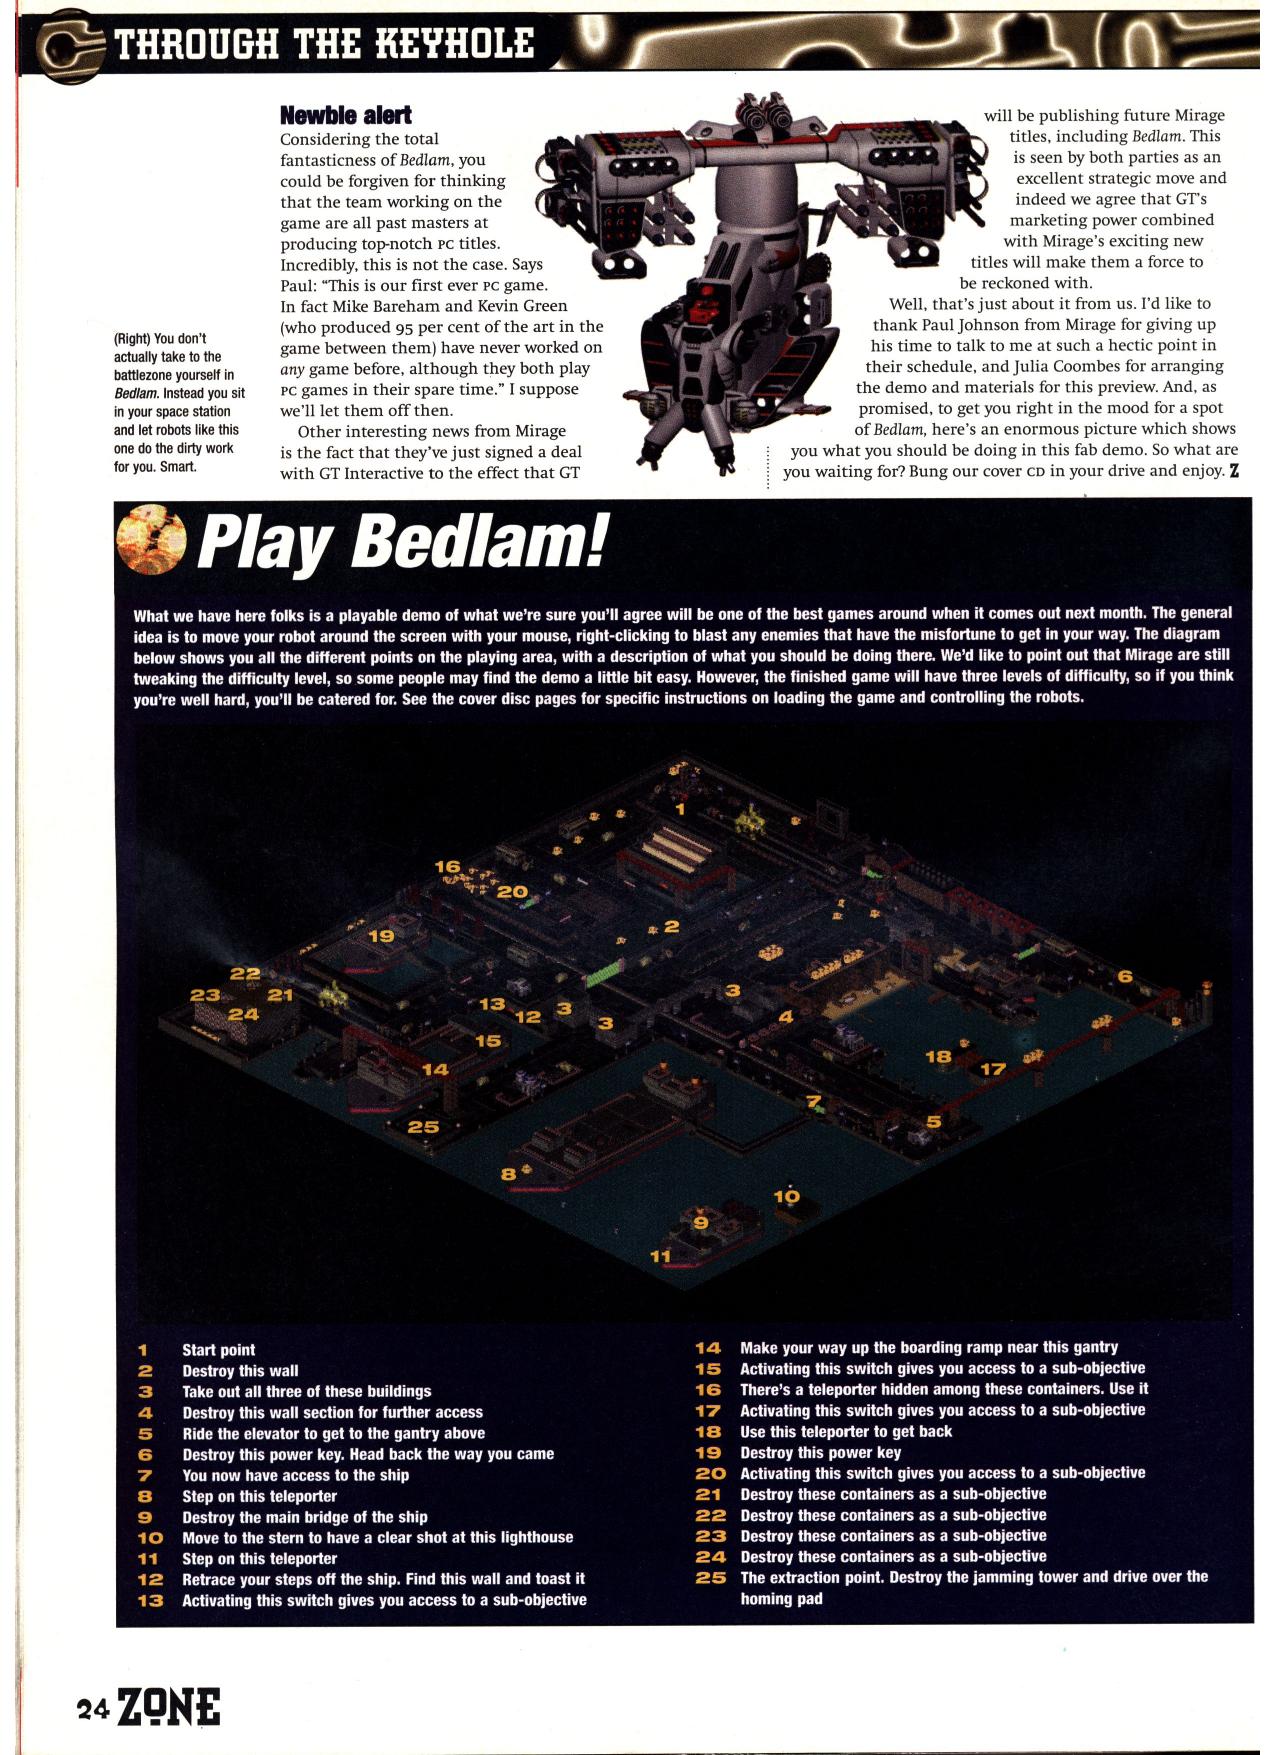 THROUGH THE KEYHOLE
Newbie alert
Considering the total
fantasticness of Bedlam, you
could be forgiven for thinking
that the team working on the
game are all past masters at
producing top-notch PC titles.
Incredibly, this is not the case. Says
Paul: “This is our first ever PC game.
In fact Mike Bareham and Kevin Green
(who produced 95 per cent of the art in the
game between them) have never worked on
any game before, although they both play
PC games in their spare time.” I suppose
we’ll let them off then.
Other interesting news from Mirage
is the fact that they’ve just signed a deal
with GT Interactive to the effect that GT
will be publishing future Mirage
titles, including Bedlam. This
is seen by both parties as an
excellent strategic move and
indeed we agree that GT’s
marketing power combined
with Mirage’s exciting new
titles will make them a force to
be reckoned with.
Well, that’s just about it from us. I’d like to
thank Paul Johnson from Mirage for giving up
his time to talk to me at such a hectic point in
their schedule, and Julia Coombes for arranging
the demo and materials for this preview. And, as
promised, to get you right in the mood for a spot
of Bedlam, here’s an enormous picture which shows
you what you should be doing in this fab demo. So what are
you waiting for? Bung our cover CD in your drive and enjoy. Z
(Right) You don’t
actually take to the
battlezone yourself in
Bedlam. Instead you sit
in your space station
and let robots like this
one do the dirty work
for you. Smart.
Play Bedlam!
What we have here folks is a playable demo of what we’re sure you’ll agree will be one of the best games around when it comes out next month. The general
idea is to move your robot around the screen with your mouse, right-clicking to blast any enemies that have the misfortune to get in your way. The diagram
below shows you all the different points on the playing area, with a description of what you should be doing there. We’d like to point out that Mirage are still
tweaking the difficulty level, so some people may find the demo a little bit easy. However, the finished game will have three levels of difficulty, so if you think
you’re well hard, you’ll be catered for. See the cover disc pages for specific instructions on loading the game and controlling the robots.
1
16
20
2
19
22
23
21
24
13
12
3
3
3
4
6
15
14
18
17
7
5
25
8
10
9
11
1 Start point
2 Destroy this wall
3 Take out all three of these buildings
4 Destroy this wall section for further access
5 Ride the elevator to get to the gantry above
6 Destroy this power key. Head back the way you came
7 You now have access to the ship
8 Step on this teleporter
9 Destroy the main bridge of the ship
10 Move to the stern to have a clear shot at this lighthouse
11 Step on this teleporter
12 Retrace your steps off the ship. Find this wall and toast it
13 Activating this switch gives you access to a sub-objective
14 Make your way up the boarding ramp near this gantry
15 Activating this switch gives you access to a sub-objective
16 There’s a teleporter hidden among these containers. Use it
17 Activating this switch gives you access to a sub-objective
18 Use this teleporter to get back
19 Destroy this power key
20 Activating this switch gives you access to a sub-objective
21 Destroy these containers as a sub-objective
22 Destroy these containers as a sub-objective
23 Destroy these containers as a sub-objective
24 Destroy these containers as a sub-objective
25 The extraction point. Destroy the jamming tower and drive over the
homing pad
24 ZONE